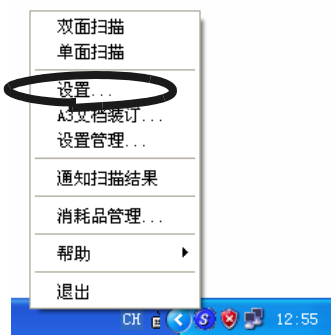 双面扫描
单面扫描
设置...
A3文档装订...
设置管理...
通知扫描结果
消耗品管理...
帮助
退出
CH
S
12:55